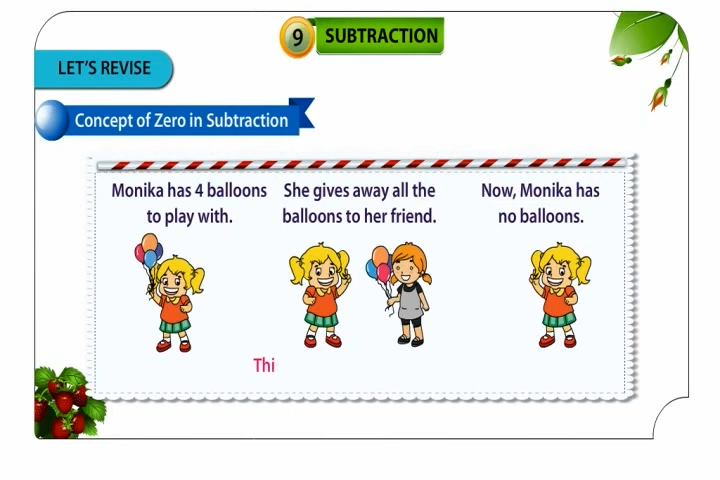 9 SUBTRACTION
LET'S REVISE
Concept of Zero in Subtraction
Monika has 4 balloons
to play with.
She gives away all the
balloons to her friend.
Now, Monika has
no balloons.
Thi